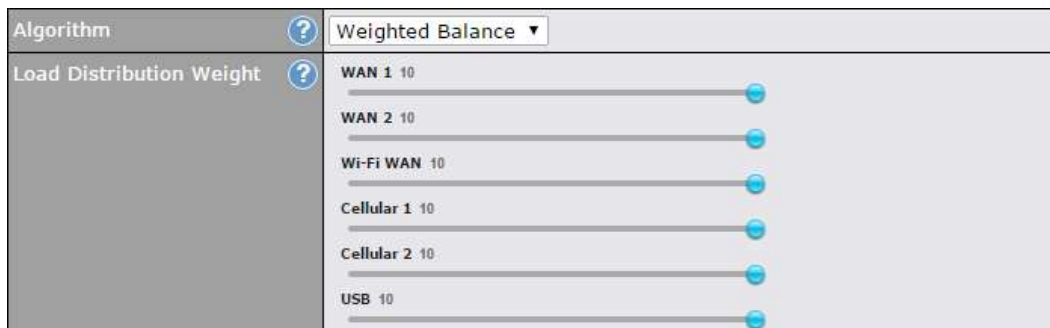 Algorithm ? Weighted Balance ▼
Load Distribution Weight ? WAN 1 10
WAN 2 10
Wi-Fi WAN 10
Cellular 1 10
Cellular 2 10
USB 10